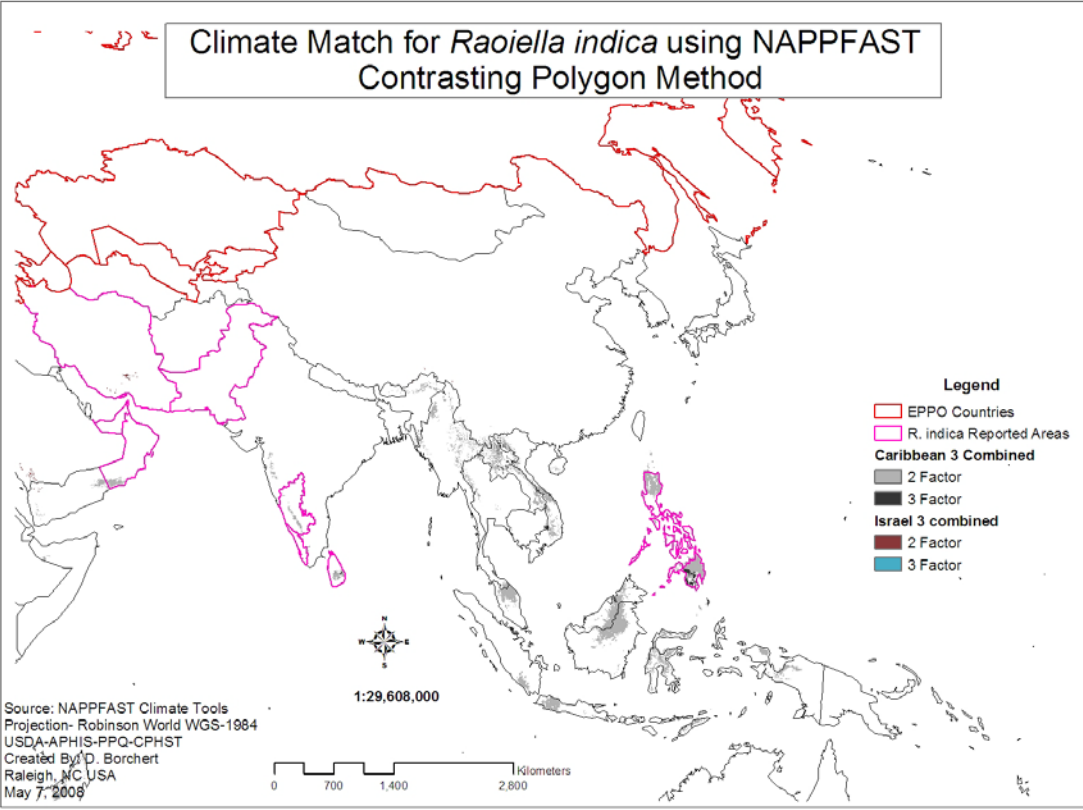 Climate Match for Raoiella indica using NAPPFAST
Contrasting Polygon Method
Legend
EPPO Countries
R. indica Reported Areas
Caribbean 3 Combined
2 Factor
3 Factor
Israel 3 combined
2 Factor
3 Factor
N
W E
S
1:29,608,000
Source: NAPPFAST Climate Tools
Projection- Robinson World WGS-1984
USDA-APHIS-PPQ-CPHST
Created By: D. Borchert
Raleigh, NC USA
May 7, 2008
Kilometers
0 700 1,400 2,800